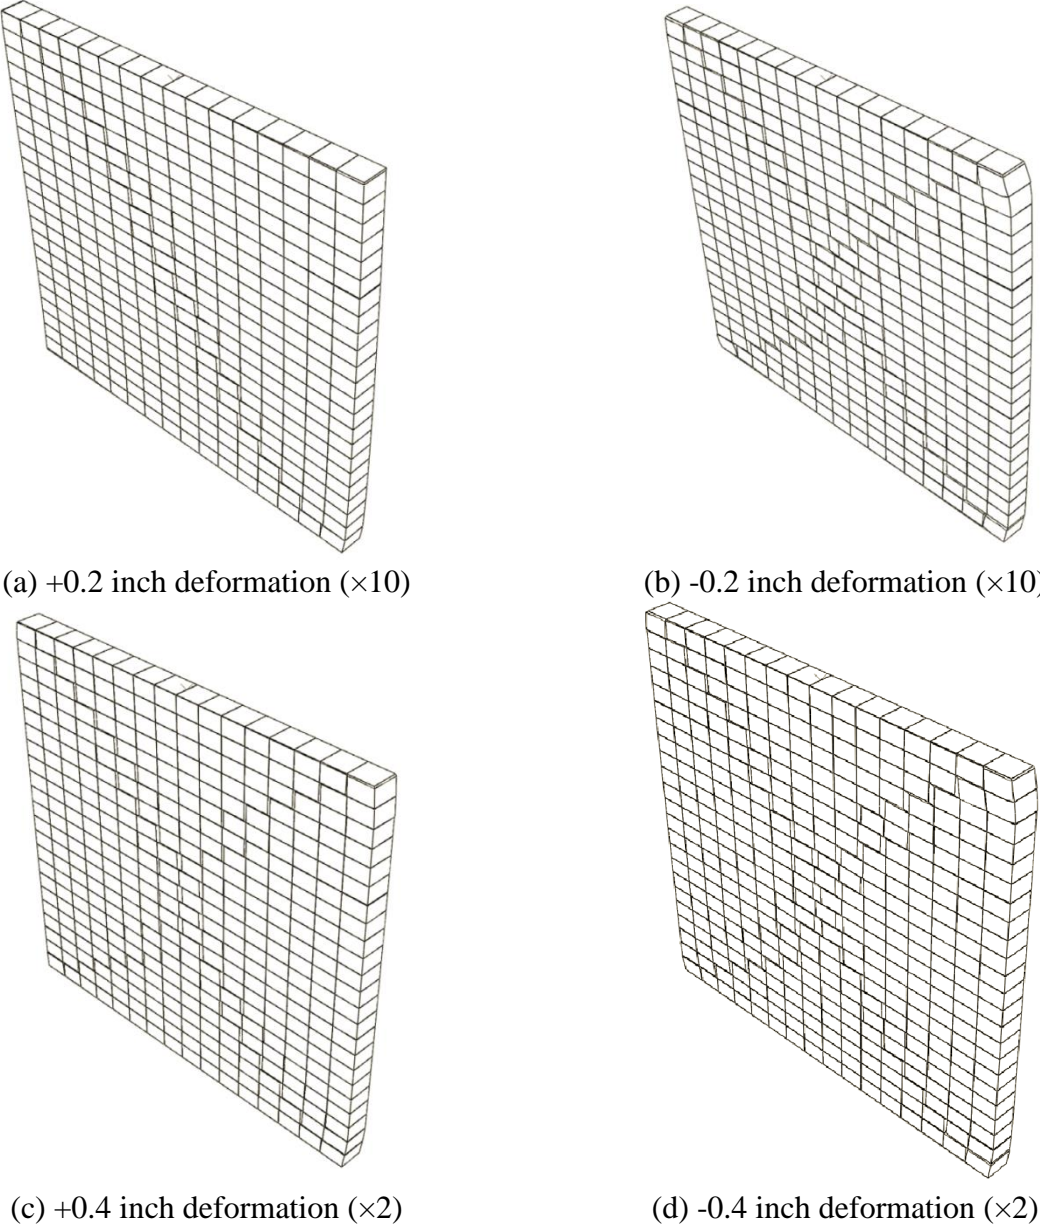 (a) +0.2 inch deformation (×10)
(b) -0.2 inch deformation (×10)
(c) +0.4 inch deformation (×2)
(d) -0.4 inch deformation (×2)